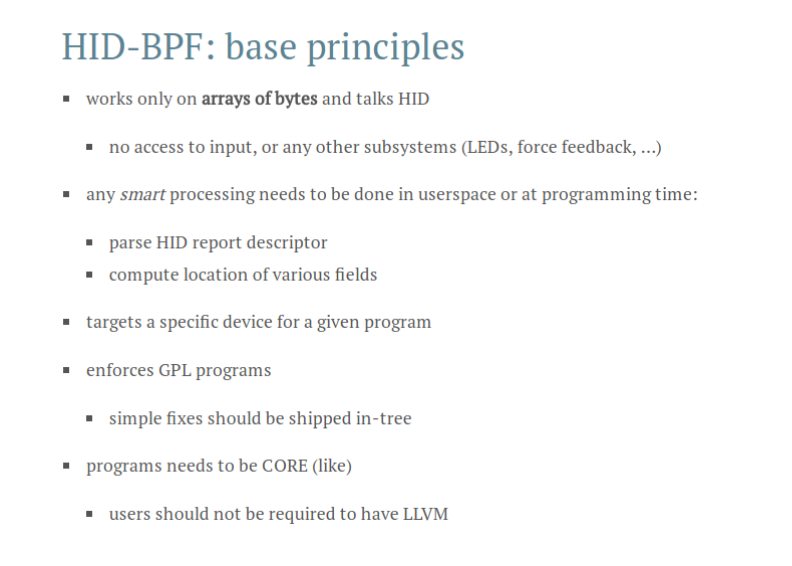 HID-BPF: base principles
works only on arrays of bytes and talks HID
no access to input, or any other subsystems (LEDs, force feedback, ...)
any smart processing needs to be done in userspace or at programming time:
parse HID report descriptor
compute location of various fields
targets a specific device for a given program
enforces GPL programs
simple fixes should be shipped in-tree
programs needs to be CORE (like)
users should not be required to have LLVM